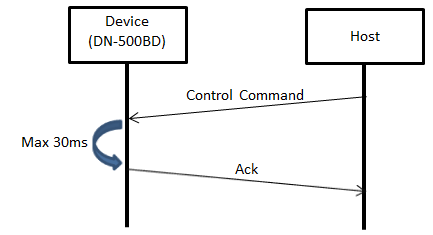 Device
(DN-500BD)
Host
Control Command
Max 30ms
Ack